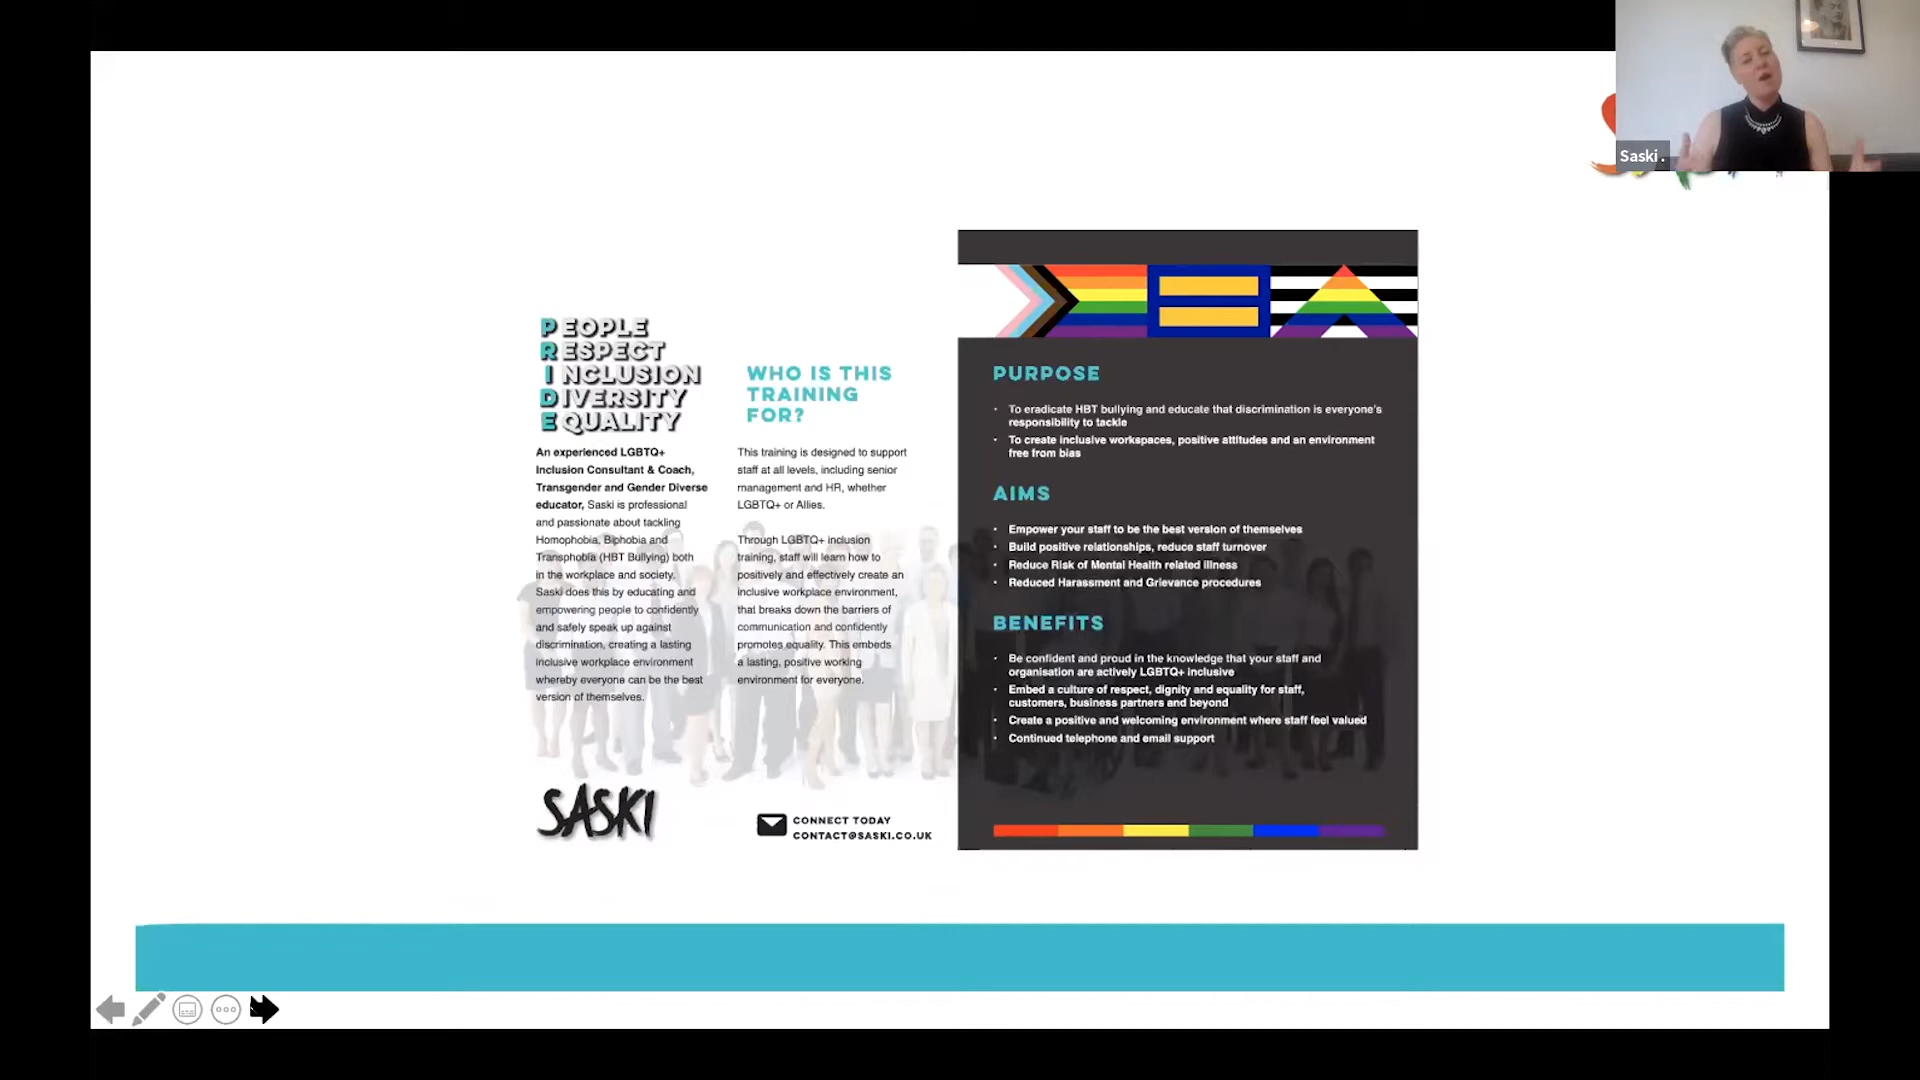 Saski .
PEOPLE
RESPECT
INCLUSION
DIVERSITY
EQUALITY
An experienced LGBTQ+
Inclusion Consultant & Coach,
Transgender and Gender Diverse
educator, Saski is professional
and passionate about tackling
Homophobia, Biphobia and
Transphobia (HBT Bullying) both
in the workplace and society.
Saski does this by educating and
empowering people to confidently
and safely speak up against
discrimination, creating a lasting
inclusive workplace environment
whereby everyone can be the best
version of themselves.
SASKI
WHO IS THIS
TRAINING
FOR?
This training is designed to support
staff at all levels, including senior
management and HR, whether
LGBTQ+ or Allies.
Through LGBTQ+ inclusion
training, staff will learn how to
positively and effectively create an
inclusive workplace environment,
that breaks down the barriers of
communication and confidently
promotes equality. This embeds
a lasting, positive working
environment for everyone.
CONNECT TODAY
CONTACT@SASKI.CO.UK
PURPOSE
• To eradicate HBT bullying and educate that discrimination is everyone's
responsibility to tackle
• To create inclusive workspaces, positive attitudes and an environment
free from bias
AIMS
• Empower your staff to be the best version of themselves
• Build positive relationships, reduce staff turnover
• Reduce Risk of Mental Health related illness
• Reduced Harassment and Grievance procedures
BENEFITS
• Be confident and proud in the knowledge that your staff and
organisation are actively LGBTQ+ inclusive
• Embed a culture of respect, dignity and equality for staff,
customers, business partners and beyond
• Create a positive and welcoming environment where staff feel valued
• Continued telephone and email support